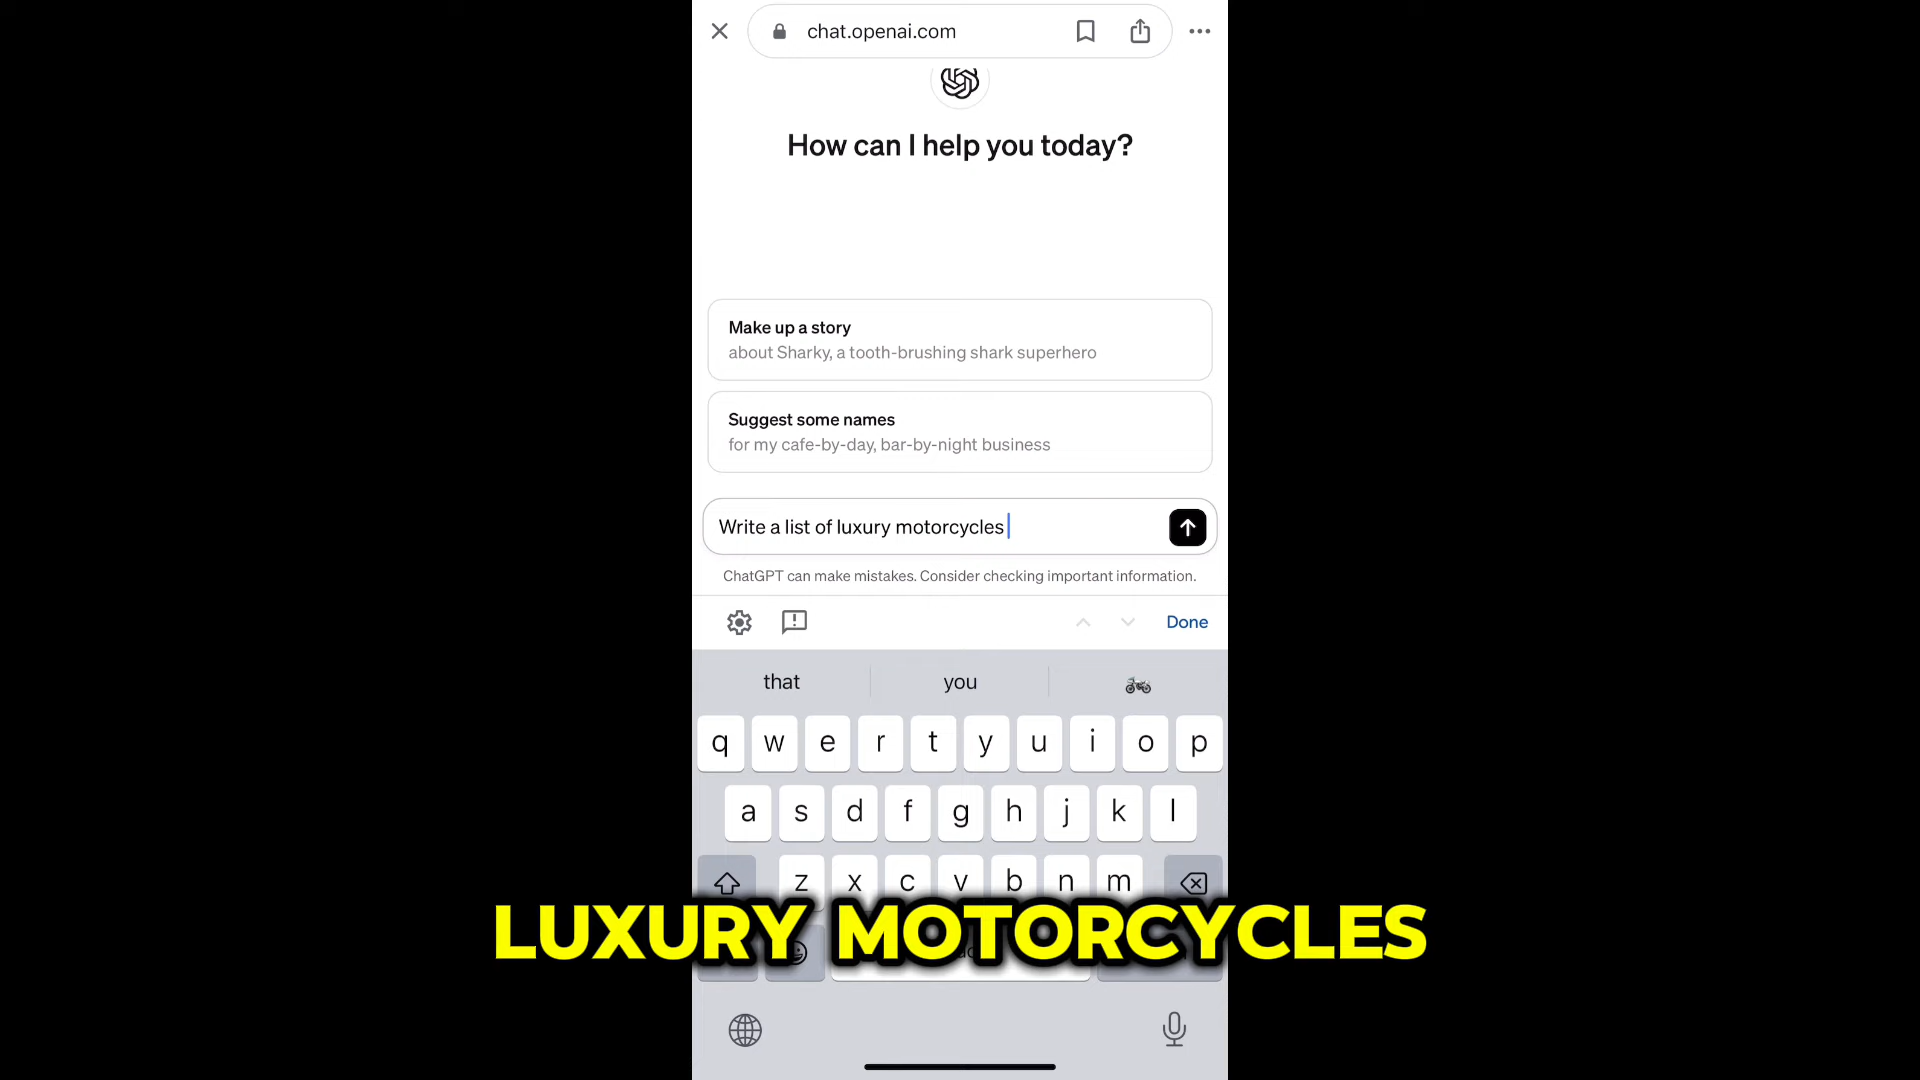 chat.openai.com
How can I help you today?
Make up a story
about Sharky, a tooth-brushing shark superhero
Suggest some names
for my cafe-by-day, bar-by-night business
Write a list of luxury motorcycles
ChatGPT can make mistakes. Consider checking important information.
Done
that you
q w e r t y u i o p
a s d f g h j k l
z x c v b n m
LUXURY MOTORCYCLES